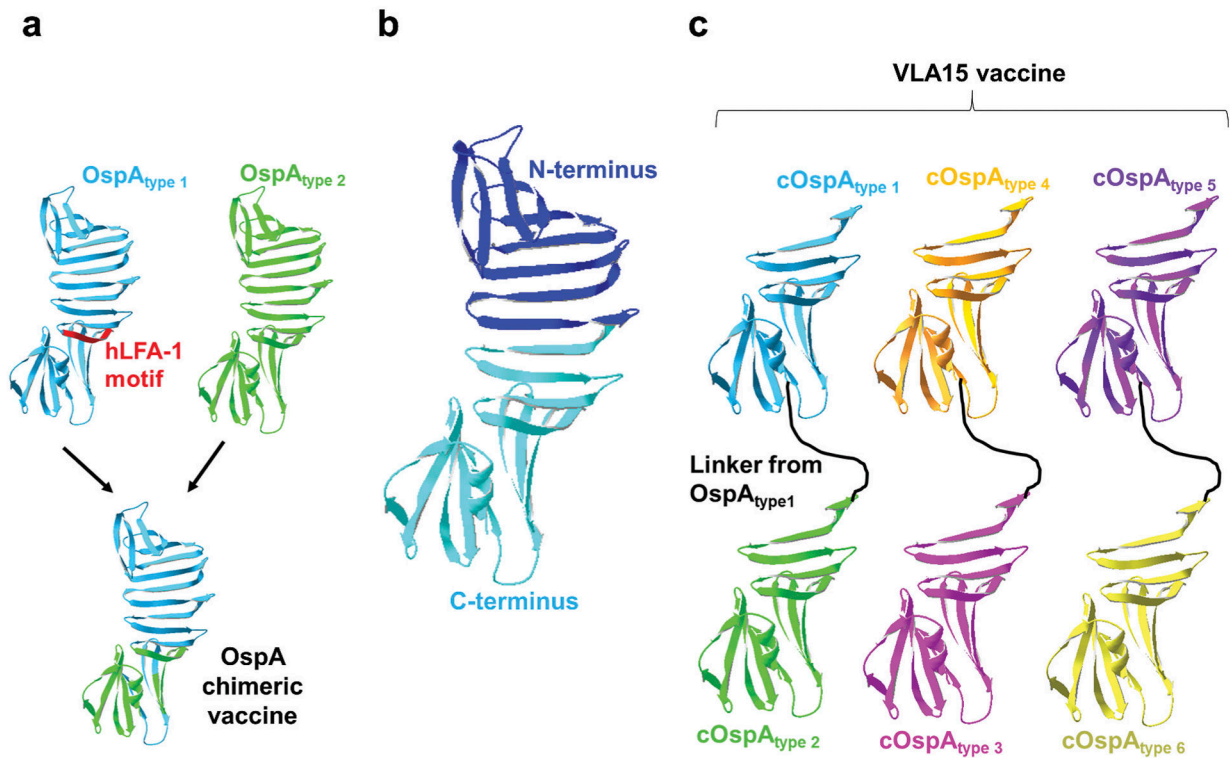 a
OspAtype 1
OspAtype 2
hLFA-1
motif
OspA
chimeric
vaccine
b
N-terminus
C-terminus
c
VLA15 vaccine
cOspAtype 1
cOspAtype 4
cOspAtype 5
Linker from
OspAtype1
cOspAtype 2
cOspAtype 3
cOspAtype 6